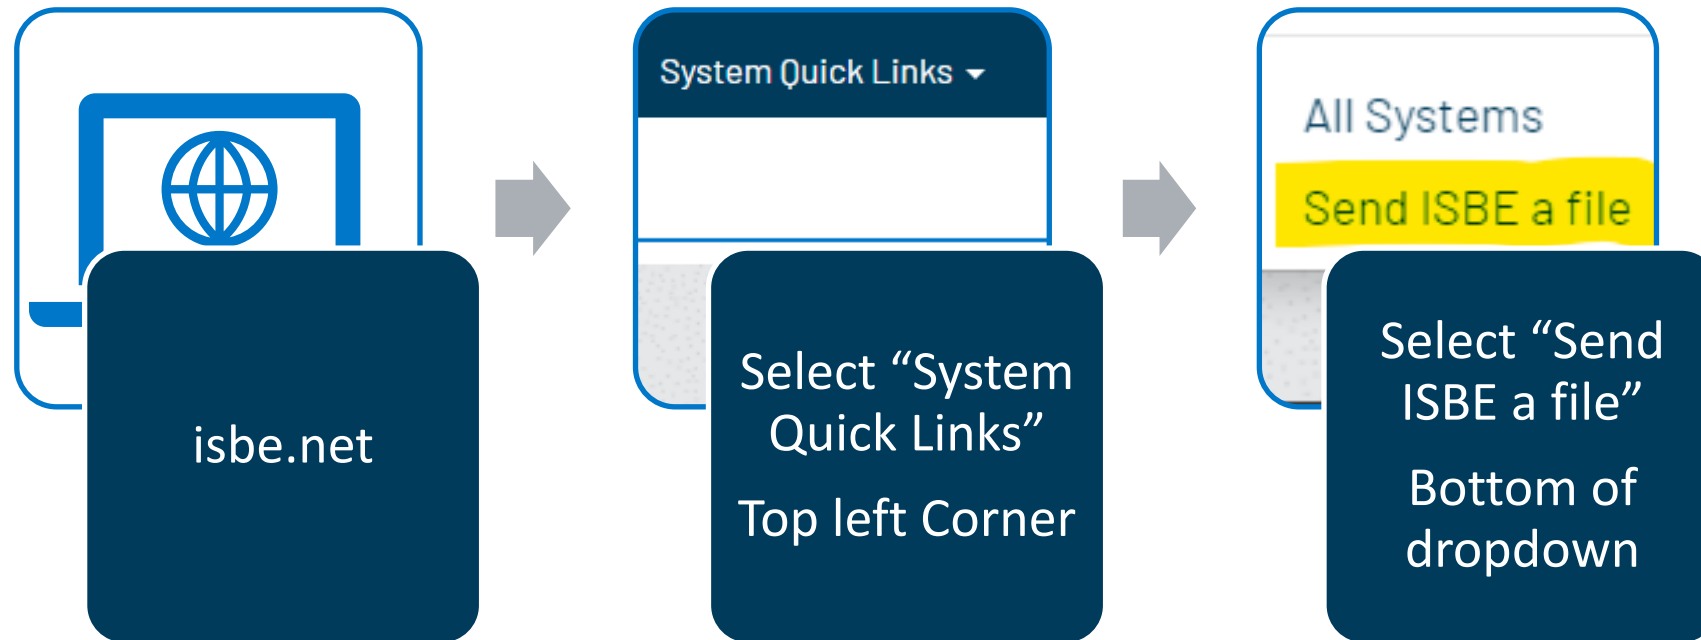 isbe.net
System Quick Links
Select “System
Quick Links”
Top left Corner
All Systems
Send ISBE a file
Select “Send
ISBE a file”
Bottom of
dropdown